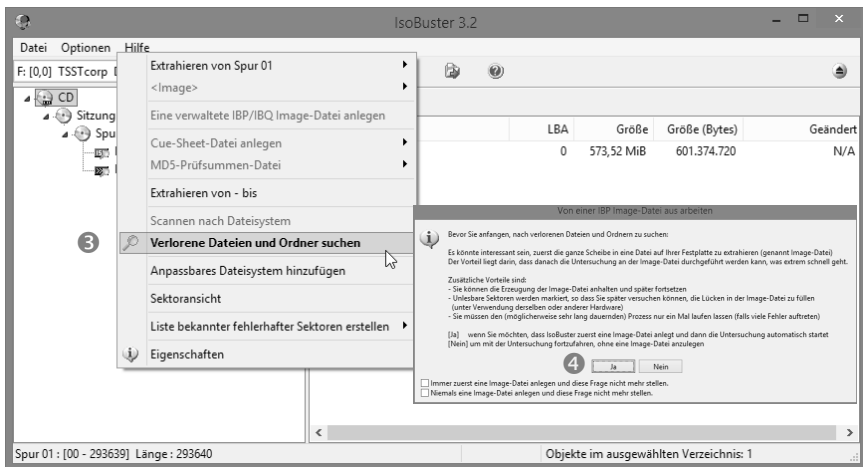 IsoBuster 3.2
Datei Optionen Hilfe
F: [0,0] TSSTcorp
CD
Sitzung
Spu
Extrahieren von Spur 01
<Image>
Eine verwaltete IBP/IBQ Image-Datei anlegen
Cue-Sheet-Datei anlegen
MD5-Prüfsummen-Datei
Extrahieren von - bis
Scannen nach Dateisystem
3 Verlorene Dateien und Ordner suchen
Anpassbares Dateisystem hinzufügen
Sektoransicht
Liste bekannter fehlerhafter Sektoren erstellen
Eigenschaften
LBA Größe Größe (Bytes) Geändert
0 573,52 MiB 601.374.720 N/A
Von einer IBP Image-Datei aus arbeiten
Bevor Sie anfangen, nach verlorenen Dateien und Ordnern zu suchen:
Es könnte interessant sein, zuerst die ganze Scheibe in eine Datei auf Ihrer Festplatte zu extrahieren (genannt Image-Datei)
Der Vorteil liegt darin, dass danach die Untersuchung an der Image-Datei durchgeführt werden kann, was extrem schnell geht.
Zusätzliche Vorteile sind:
- Sie können die Erzeugung der Image-Datei anhalten und später fortsetzen
- Unlesbare Sektoren werden markiert, so dass Sie später versuchen können, die Lücken in der Image-Datei zu füllen
(unter Verwendung derselben oder anderer Hardware)
- Sie müssen den (möglicherweise sehr lang dauernden) Prozess nur ein Mal laufen lassen (falls viele Fehler auftreten)
[Ja] wenn Sie möchten, dass IsoBuster zuerst eine Image-Datei anlegt und dann die Untersuchung automatisch startet
[Nein] um mit der Untersuchung fortzufahren, ohne eine Image-Datei anzulegen
4 Ja Nein
Immer zuerst eine Image-Datei anlegen und diese Frage nicht mehr stellen.
Niemals eine Image-Datei anlegen und diese Frage nicht mehr stellen.
Spur 01 : [00 - 293639] Länge : 293640 Objekte im ausgewählten Verzeichnis: 1